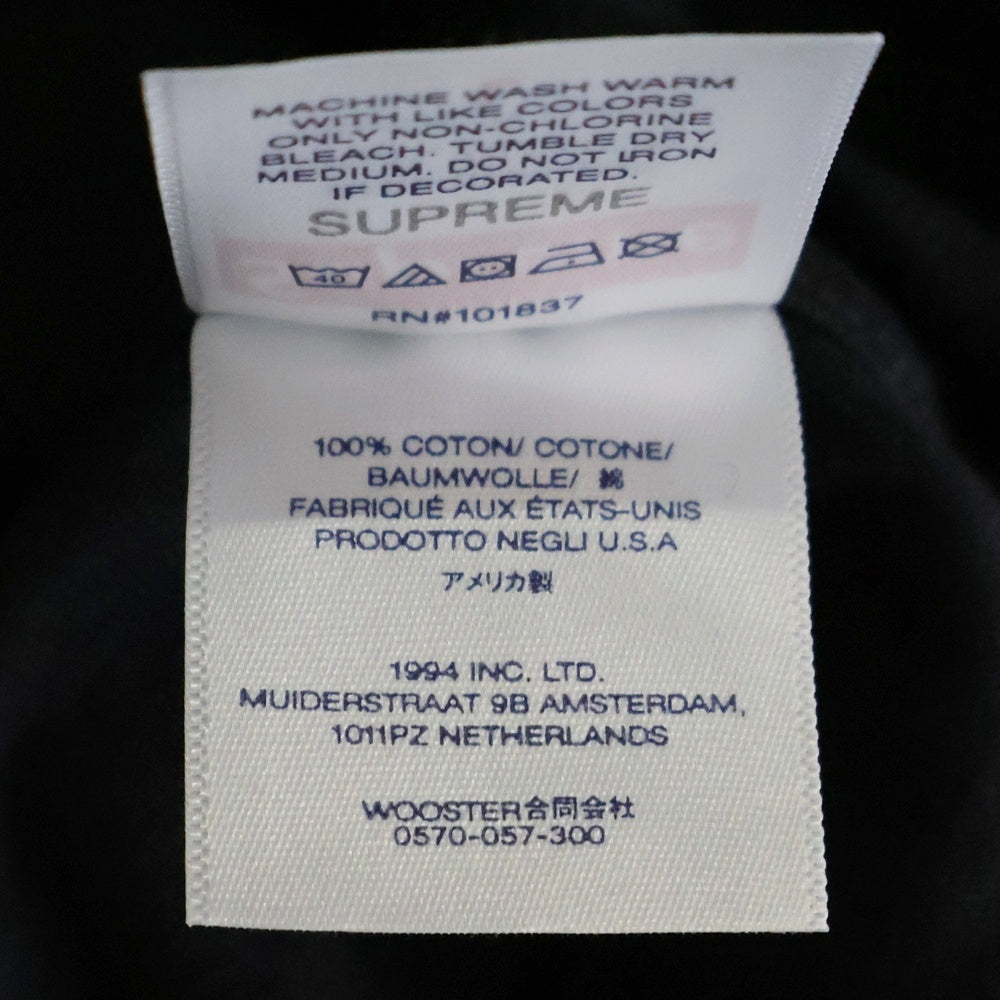 MACHINE WASH WARM
WITH LIKE COLORS
ONLY NON-CHLORINE
BLEACH. TUMBLE DRY
MEDIUM. DO NOT IRON
IF DECORATED.
SUPREME
40
RN#101837
100% COTON/ COTONE/
BAUMWOLLE/ 綿
FABRIQUÉ AUX ÉTATS-UNIS
PRODOTTO NEGLI U.S.A
アメリカ製
1994 INC. LTD.
MUIDERSTRAAT 9B AMSTERDAM,
1011PZ NETHERLANDS
WOOSTER合同会社
0570-057-300